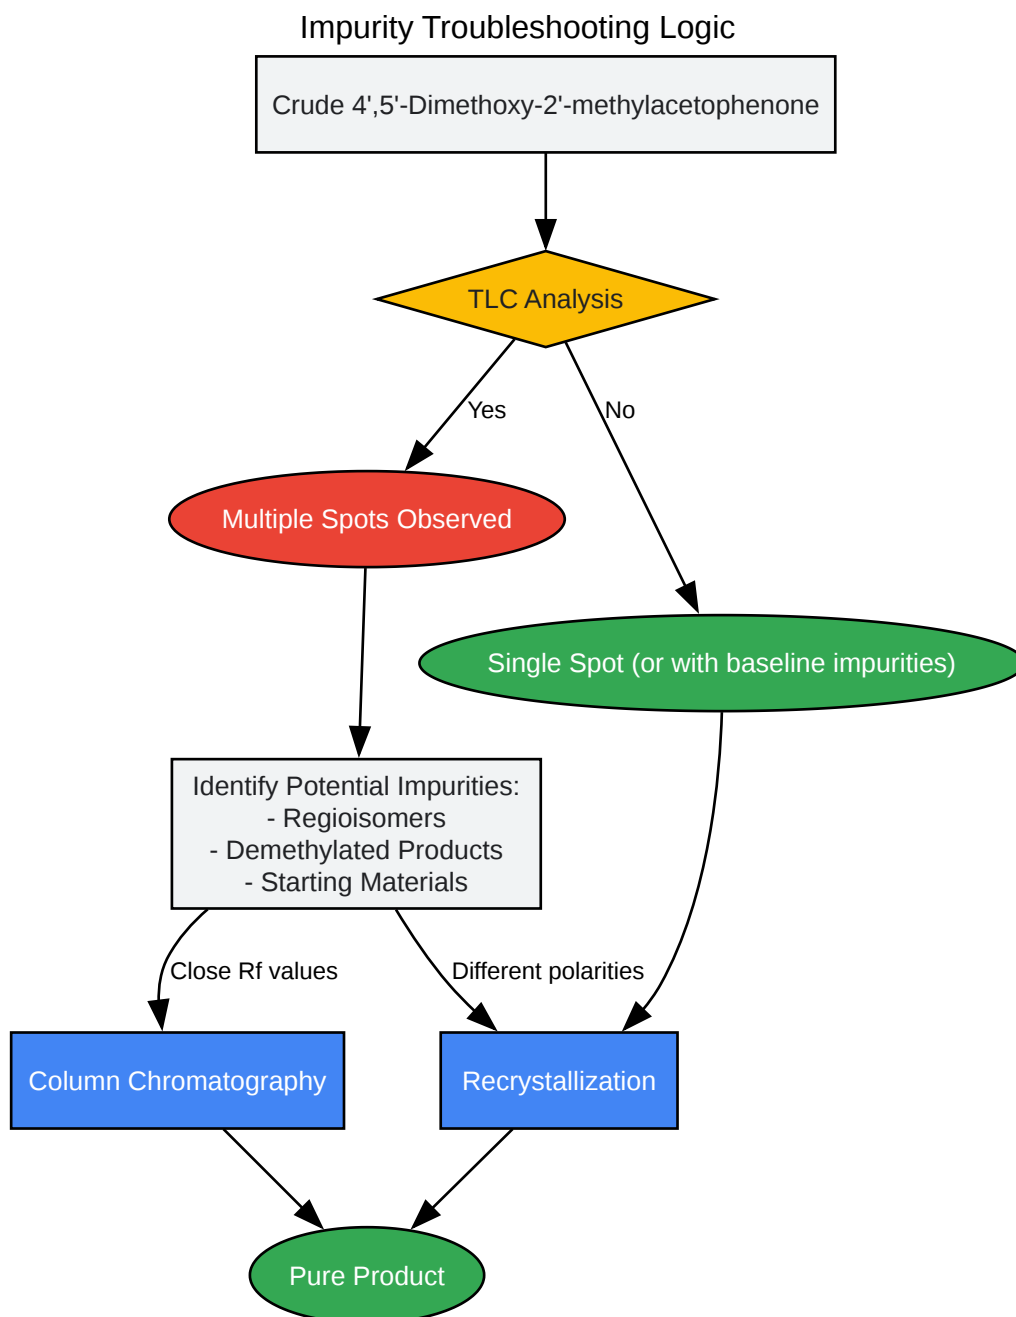 Impurity Troubleshooting Logic
Crude 4',5'-Dimethoxy-2'-methylacetophenone
TLC Analysis
Yes
No
Multiple Spots Observed
Single Spot (or with baseline impurities)
Identify Potential Impurities:
- Regioisomers
- Demethylated Products
- Starting Materials
Close Rf values
Different polarities
Column Chromatography
Recrystallization
Pure Product